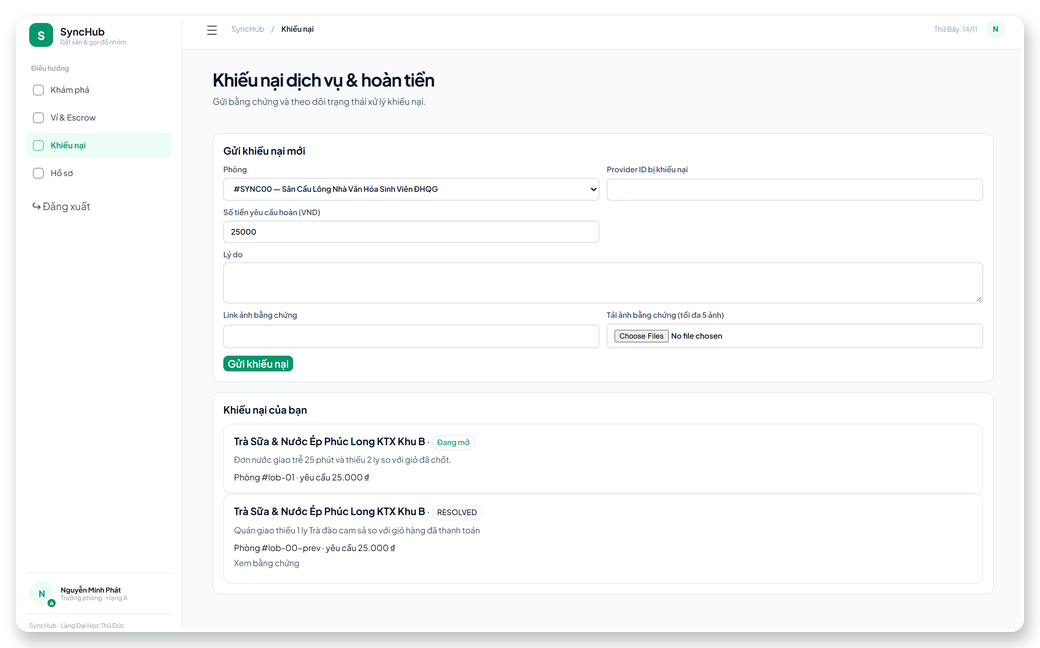 S
SyncHub
Đặt sân & gọi đồ nhóm
Điều hướng
Khám phá
Ví & Escrow
Khiếu nại
Hồ sơ
↪ Đăng xuất
SyncHub / Khiếu nại
Thứ Bảy, 14/11
N
Khiếu nại dịch vụ & hoàn tiền
Gửi bằng chứng và theo dõi trạng thái xử lý khiếu nại.
Gửi khiếu nại mới
Phòng
Provider ID bị khiếu nại
#SYNC00 — Sân Cầu Lông Nhà Văn Hóa Sinh Viên ĐHQG
Số tiền yêu cầu hoàn (VND)
25000
Lý do
Link ảnh bằng chứng
Tải ảnh bằng chứng (tối đa 5 ảnh)
Choose Files No file chosen
Gửi khiếu nại
Khiếu nại của bạn
Trà Sữa & Nước Ép Phúc Long KTX Khu B · Đang mở
Đơn nước giao trễ 25 phút và thiếu 2 ly so với giỏ đã chốt.
Phòng #lob-01 · yêu cầu 25.000 ₫
Trà Sữa & Nước Ép Phúc Long KTX Khu B · RESOLVED
Quán giao thiếu 1 ly Trà đào cam sả so với giỏ hàng đã thanh toán
Phòng #lob-00-prev · yêu cầu 25.000 ₫
Xem bằng chứng
N
A
Nguyễn Minh Phát
Trưởng phòng · Hạng A
SyncHub · Làng Đại Học Thủ Đức